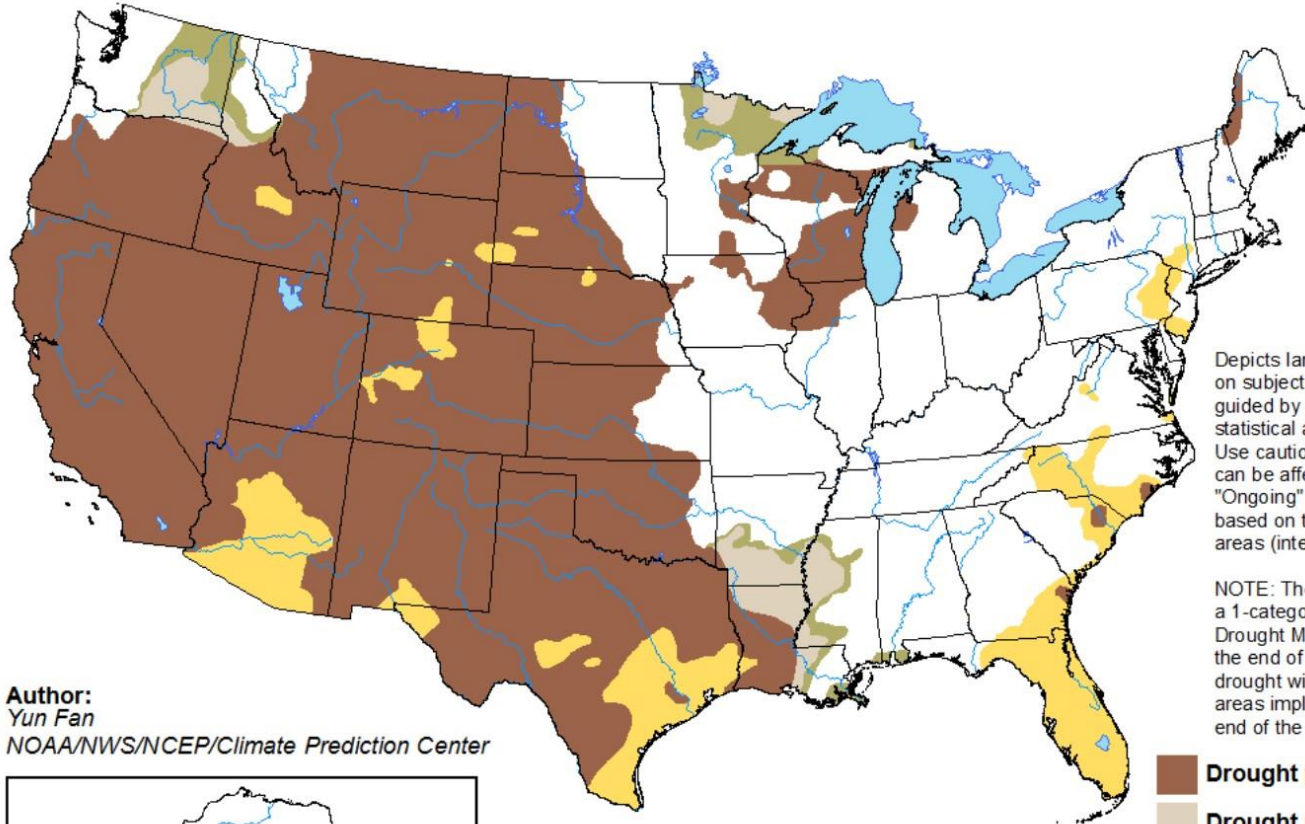 Depicts lar
on subject
guided by
statistical a
Use cautio
can be affe
"Ongoing"
based on t
areas (inte
NOTE: The
a 1-catego
Drought M
the end of
drought wi
areas impl
end of the
Author:
Yun Fan
NOAA/NWS/NCEP/Climate Prediction Center
Drought
Drought